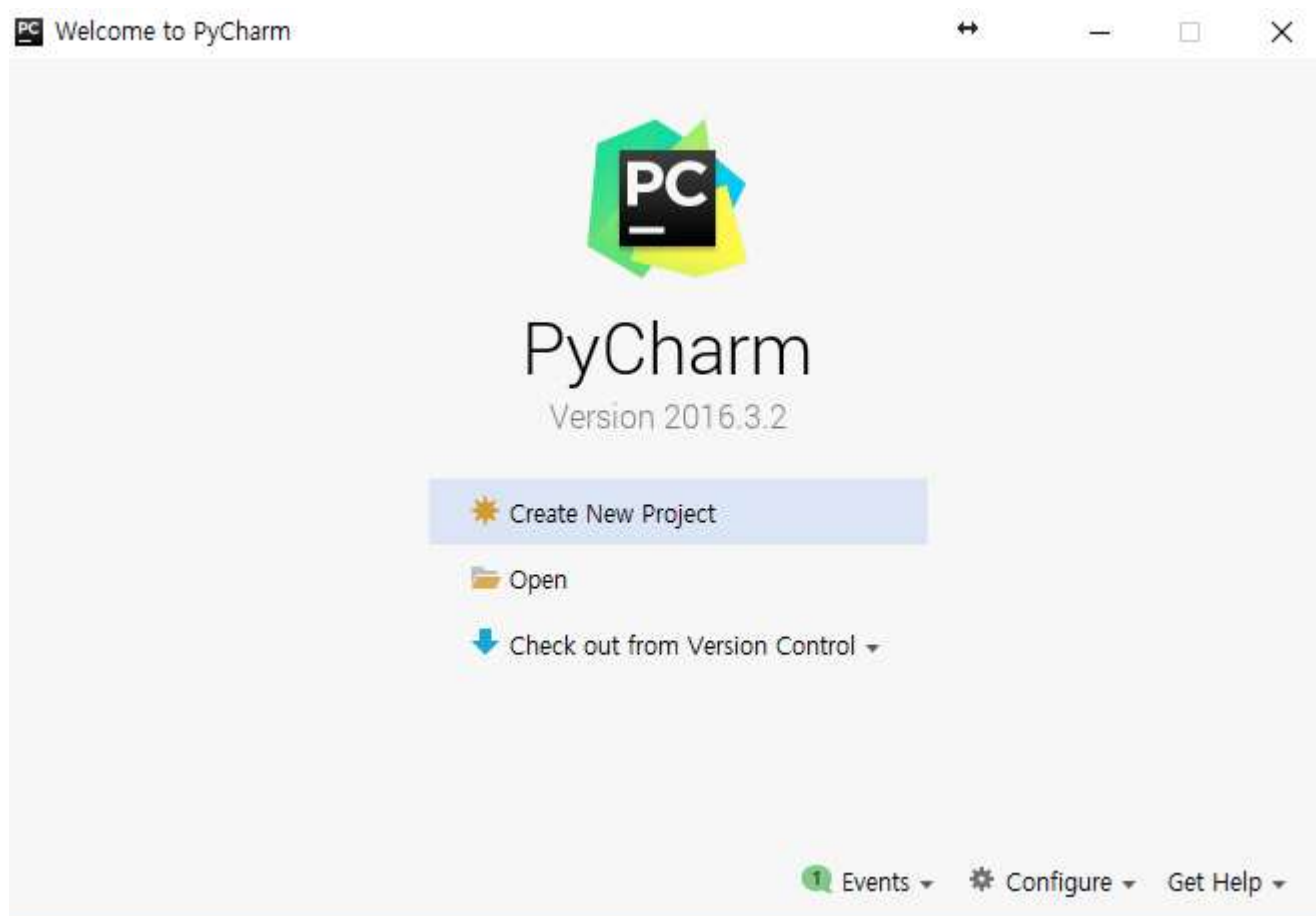 PC Welcome to PyCharm
PC
PyCharm
Version 2016.3.2
Create New Project
Open
Check out from Version Control
1 Events Configure Get Help